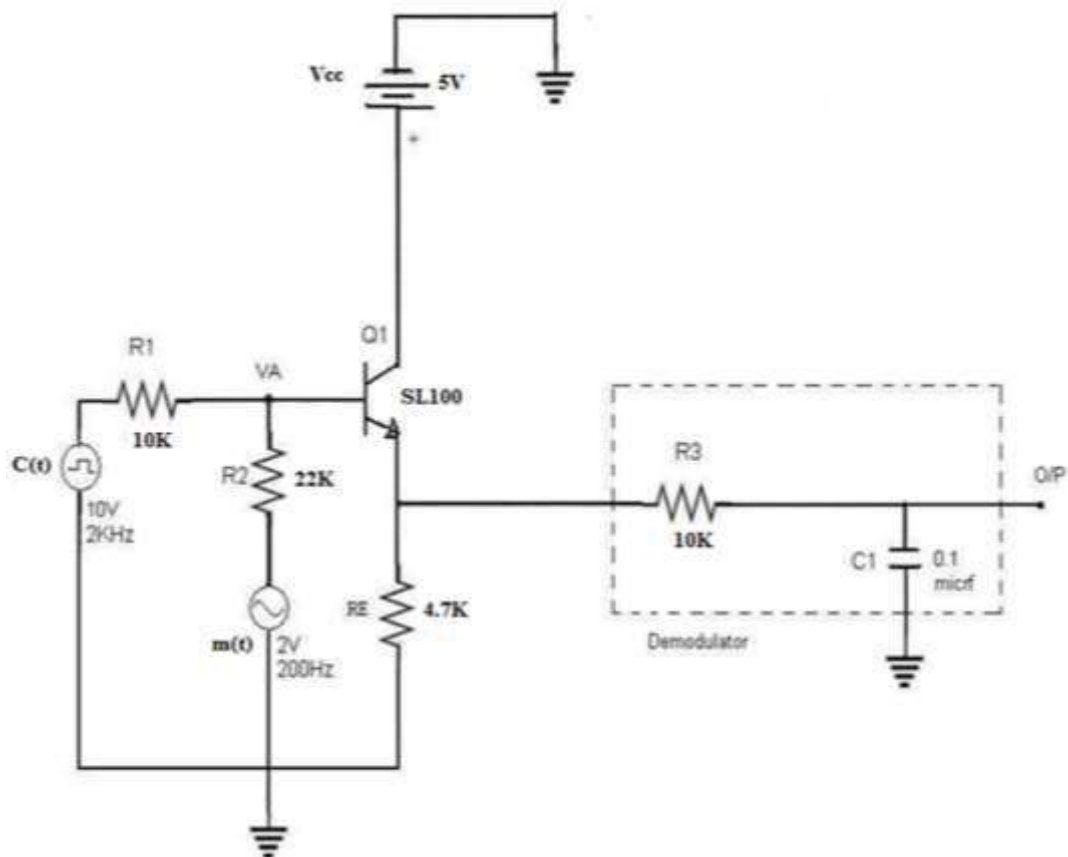 Vcc
5V
+
Q1
R1
VA
SL100
10K
C(t)
R2
22K
10V
2KHz
R3
O/P
10K
C1
0.1
micrf
RE
4.7K
m(t)
2V
200Hz
Demodulator